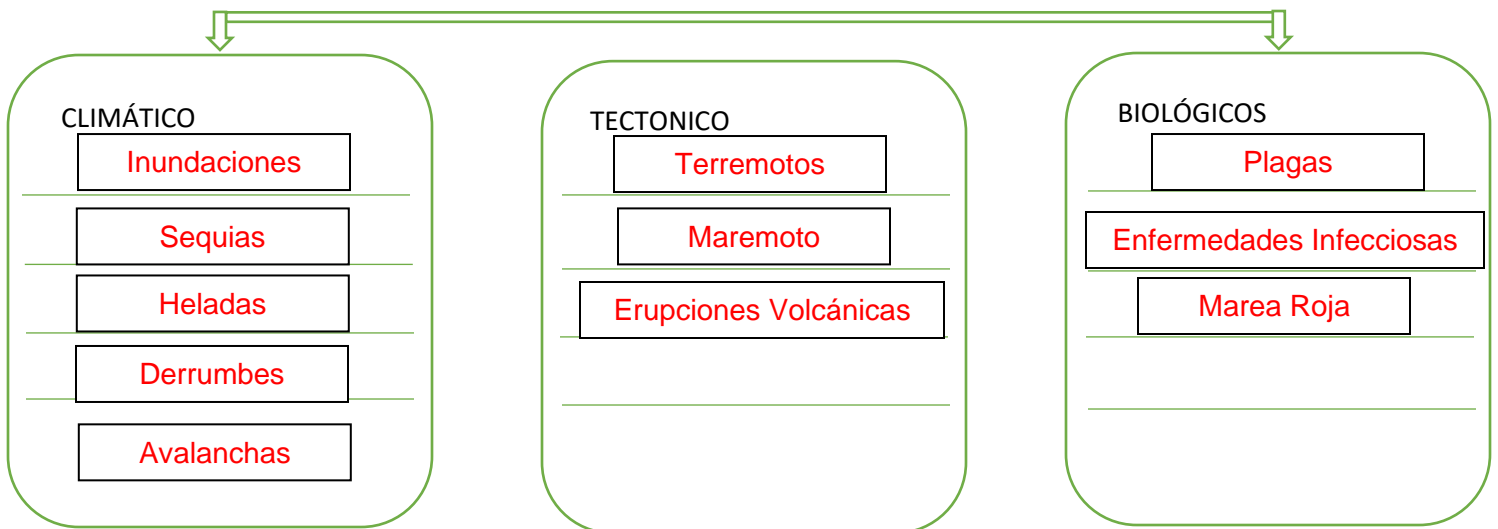 CLIMÁTICO
Inundaciones
Sequias
Heladas
Derrumbes
Avalanchas
TECTONICO
Terremotos
Maremoto
Erupciones Volcánicas
BIOLÓGICOS
Plagas
Enfermedades Infecciosas
Marea Roja